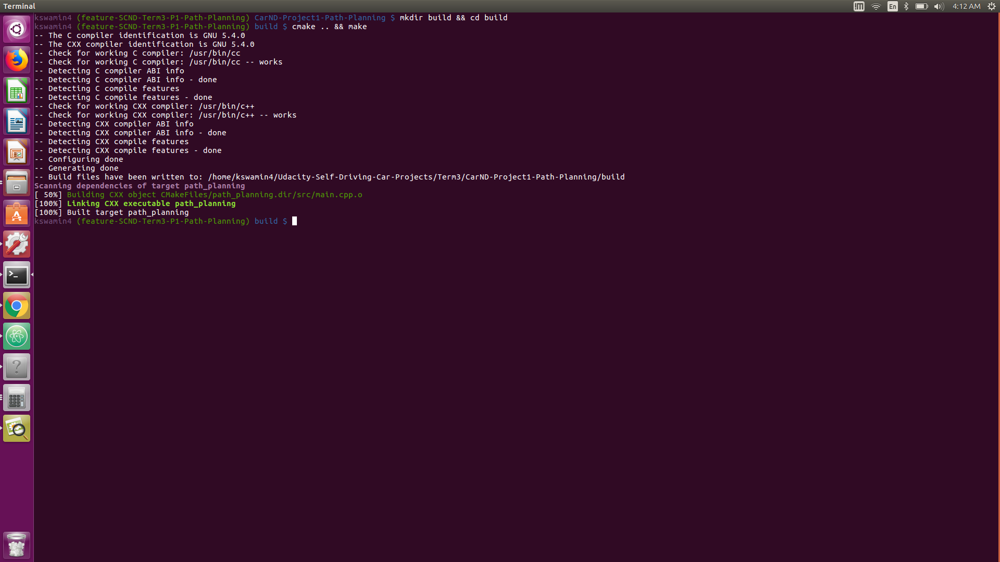 Terminal
En
4:12 AM
kswamin4 (feature-SCND-Term3-P1-Path-Planning) CarND-Project1-Path-Planning $ mkdir build && cd build
kswamin4 (feature-SCND-Term3-P1-Path-Planning) build $ cmake .. && make
-- The C compiler identification is GNU 5.4.0
-- The CXX compiler identification is GNU 5.4.0
-- Check for working C compiler: /usr/bin/cc
-- Check for working C compiler: /usr/bin/cc -- works
-- Detecting C compiler ABI info
-- Detecting C compiler ABI info - done
-- Detecting C compile features
-- Detecting C compile features - done
-- Check for working CXX compiler: /usr/bin/c++
-- Check for working CXX compiler: /usr/bin/c++ -- works
-- Detecting CXX compiler ABI info
-- Detecting CXX compiler ABI info - done
-- Detecting CXX compile features
-- Detecting CXX compile features - done
-- Configuring done
-- Generating done
-- Build files have been written to: /home/kswamin4/Udacity-Self-Driving-Car-Projects/Term3/CarND-Project1-Path-Planning/build
Scanning dependencies of target path_planning
[ 50%] Building CXX object CMakeFiles/path_planning.dir/src/main.cpp.o
[100%] Linking CXX executable path_planning
[100%] Built target path_planning
kswamin4 (feature-SCND-Term3-P1-Path-Planning) build $